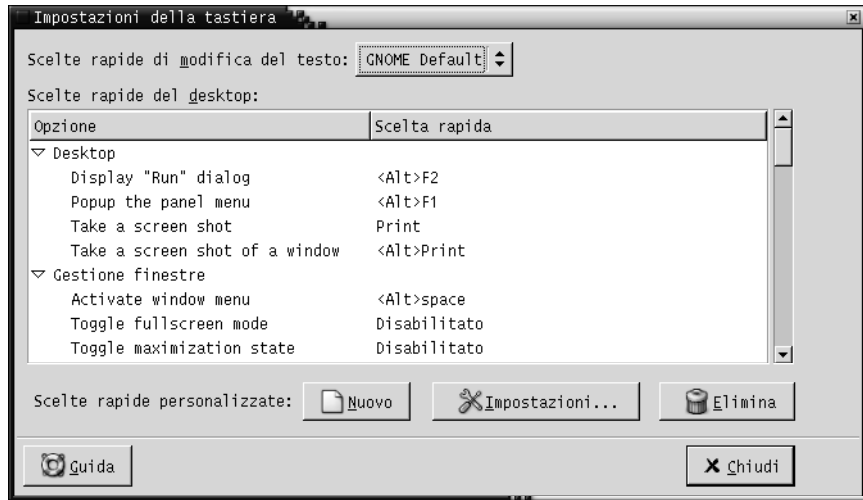 Impostazioni della tastiera
Scelte rapide di modifica del testo: GNOME Default
Scelte rapide del desktop:
Opzione Scelta rapida
Desktop
Display "Run" dialog <Alt>F2
Popup the panel menu <Alt>F1
Take a screen shot Print
Take a screen shot of a window <Alt>Print
Gestione finestre
Activate window menu <Alt>space
Toggle fullscreen mode Disabilitato
Toggle maximization state Disabilitato
Scelte rapide personalizzate: Nuovo Impostazioni... Elimina
Guida Chiudi